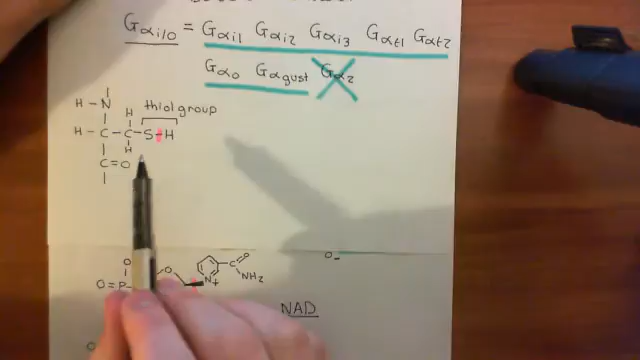 Gαi/o = Gαi1 Gαi2 Gαi3 Gαt1 Gαt2
Gαo Gαgust Gαz
H-N
H
thiol group
H-C-C-S-H
H
C=O
O
O=P
O
N+
C
O
NH2
O-
NAD